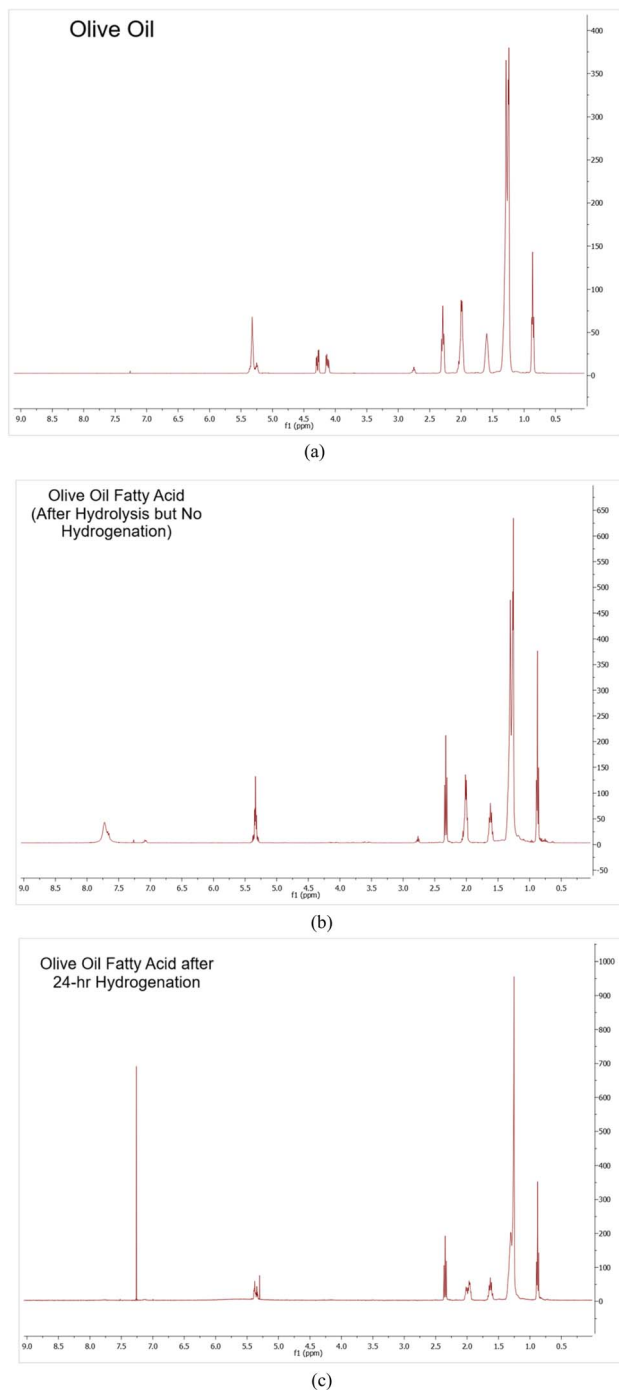 Olive Oil
400
350
300
250
200
150
100
50
0
9.0 8.5 8.0 7.5 7.0 6.5 6.0 5.5 5.0 4.5 4.0 3.5 3.0 2.5 2.0 1.5 1.0 0.5
f1 (ppm)
(a)
Olive Oil Fatty Acid
(After Hydrolysis but No
Hydrogenation)
650
600
550
500
450
400
350
300
250
200
150
100
50
0
-50
9.0 8.5 8.0 7.5 7.0 6.5 6.0 5.5 5.0 4.5 4.0 3.5 3.0 2.5 2.0 1.5 1.0 0.5
f1 (ppm)
(b)
Olive Oil Fatty Acid after
24-hr Hydrogenation
1000
900
800
700
600
500
400
300
200
100
0
9.0 8.5 8.0 7.5 7.0 6.5 6.0 5.5 5.0 4.5 4.0 3.5 3.0 2.5 2.0 1.5 1.0 0.5
f1 (ppm)
(c)